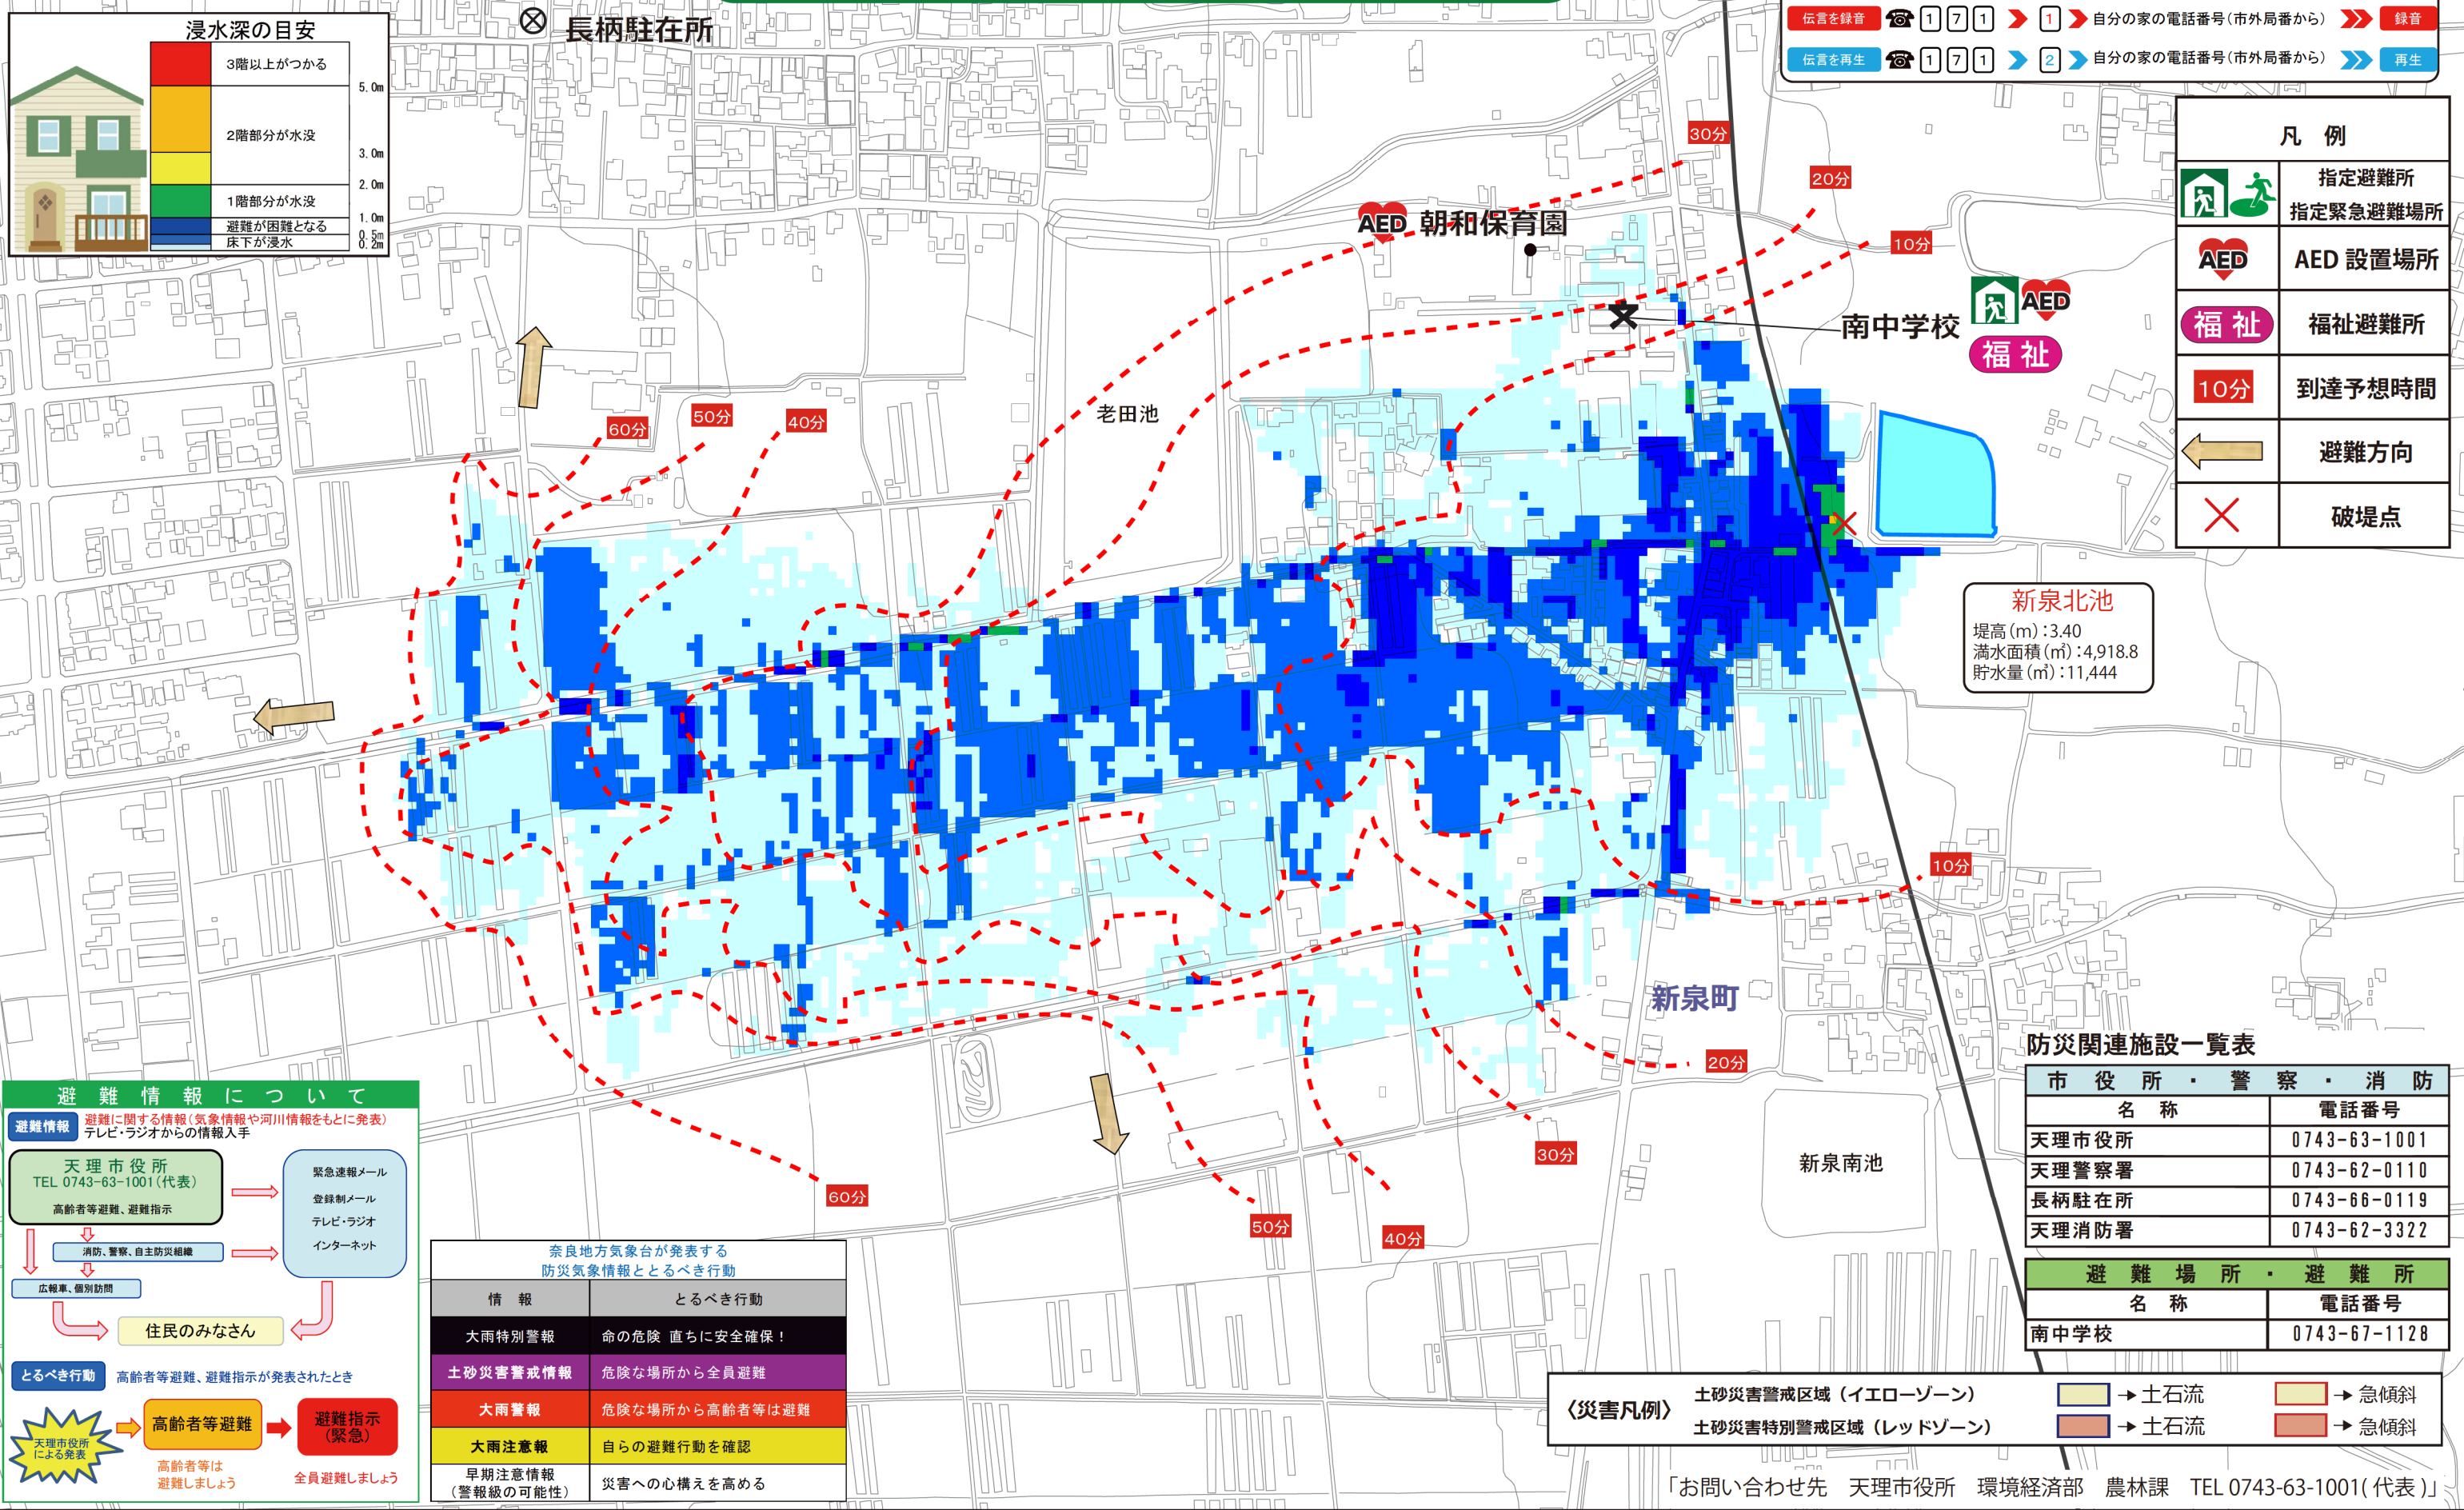 浸水深の目安
3階以上がつかる
5.0m
2階部分が水没
3.0m
2.0m
1階部分が水没
1.0m
避難が困難となる
0.5m
床下が浸水
0.2m
長柄駐在所
伝言を録音 171 1 自分の家の電話番号(市外局番から) 録音
伝言を再生 171 2 自分の家の電話番号(市外局番から) 再生
凡 例
指定避難所
指定緊急避難場所
AED AED 設置場所
福祉 福祉避難所
10分 到達予想時間
避難方向
破堤点
30分
20分
10分
AED 朝和保育園
AED
南中学校
福祉
老田池
60分
50分
40分
新泉北池
堤高(m):3.40
満水面積(㎡):4,918.8
貯水量(㎥):11,444
10分
新泉町
20分
30分
新泉南池
60分
50分
40分
防災関連施設一覧表
市役所・警察・消防
名 称 電話番号
天理市役所 0743-63-1001
天理警察署 0743-62-0110
長柄駐在所 0743-66-0119
天理消防署 0743-62-3322
避難場所・避難所
名 称 電話番号
南中学校 0743-67-1128
避難情報について
避難情報 避難に関する情報(気象情報や河川情報をもとに発表)
テレビ・ラジオからの情報入手
天理市役所
TEL 0743-63-1001(代表)
高齢者等避難、避難指示
緊急速報メール
登録制メール
テレビ・ラジオ
インターネット
消防、警察、自主防災組織
広報車、個別訪問
住民のみなさん
とるべき行動 高齢者等避難、避難指示が発表されたとき
天理市役所
による発表
高齢者等避難
避難指示
(緊急)
高齢者等は
避難しましょう
全員避難しましょう
奈良地方気象台が発表する
防災気象情報ととるべき行動
情 報 とるべき行動
大雨特別警報 命の危険 直ちに安全確保!
土砂災害警戒情報 危険な場所から全員避難
大雨警報 危険な場所から高齢者等は避難
大雨注意報 自らの避難行動を確認
早期注意情報
(警報級の可能性) 災害への心構えを高める
〈災害凡例〉
土砂災害警戒区域(イエローゾーン) →土石流 →急傾斜
土砂災害特別警戒区域(レッドゾーン) →土石流 →急傾斜
「お問い合わせ先 天理市役所 環境経済部 農林課 TEL 0743-63-1001(代表)」